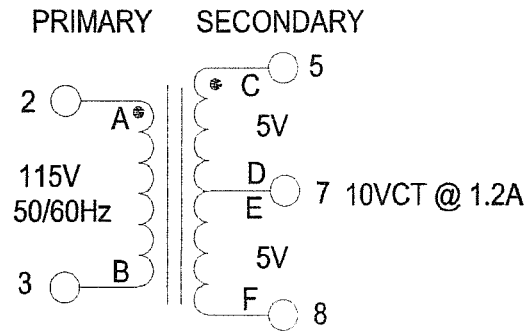 PRIMARY SECONDARY
5
C
2
A
5V
115V
50/60Hz
D
7 10VCT @ 1.2A
E
5V
B
3
F
8